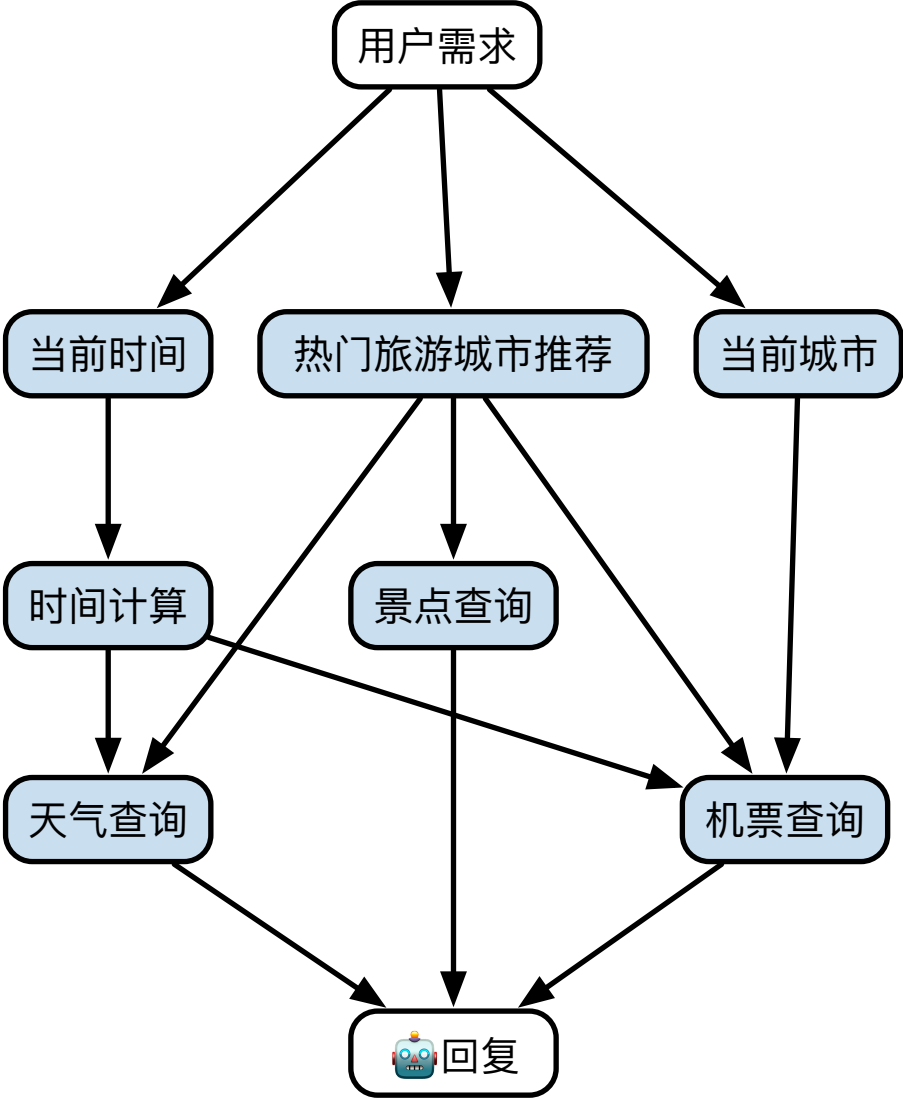 用户需求
当前时间
热门旅游城市推荐
当前城市
时间计算
景点查询
天气查询
机票查询
🤖回复